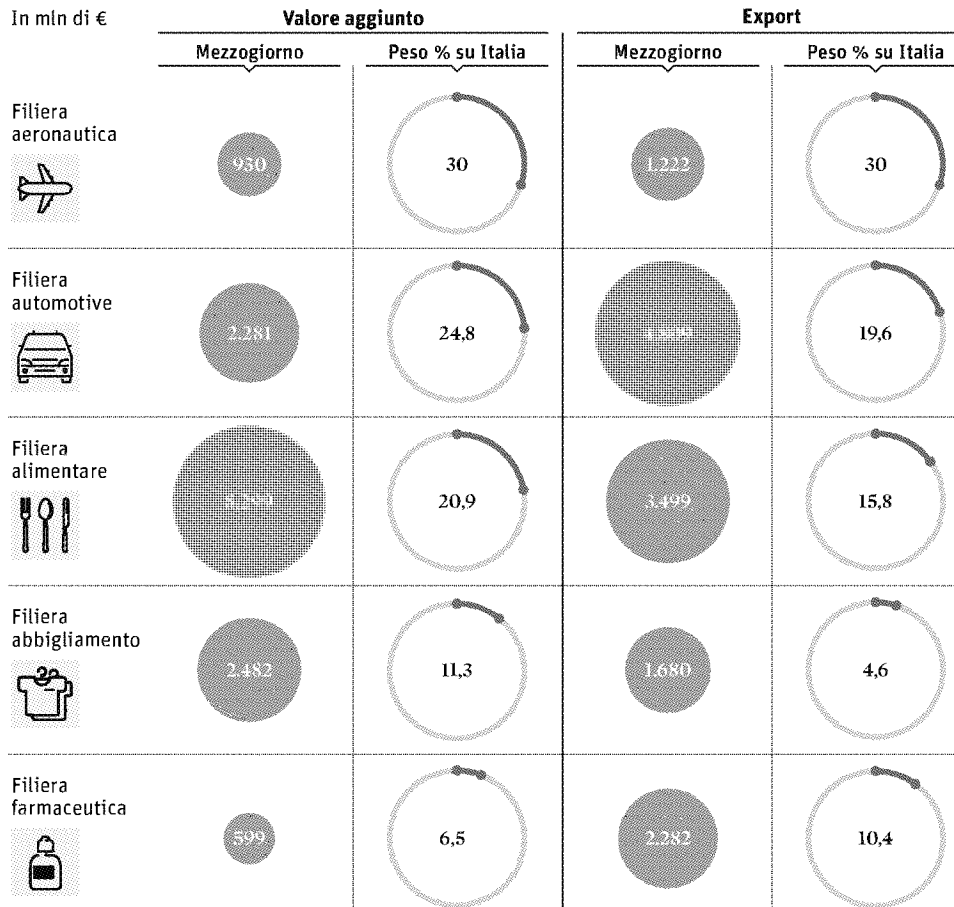 In mln di €
Valore aggiunto
Export
Mezzogiorno
Peso % su Italia
Mezzogiorno
Peso % su Italia
Filiera
aeronautica
930
30
1.222
30
Filiera
automotive
2.281
24,8
19,6
Filiera
alimentare
20,9
3.499
15,8
Filiera
abbigliamento
2.482
11,3
1.680
4,6
Filiera
farmaceutica
599
6,5
2.282
10,4